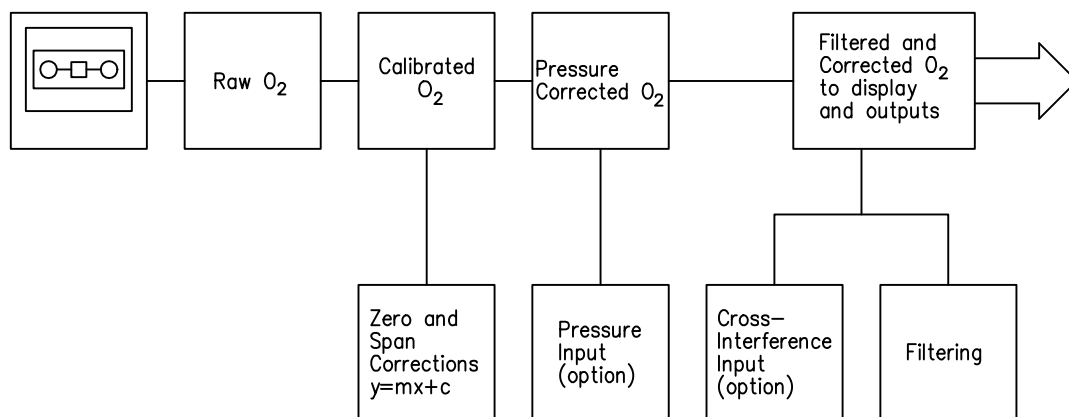 Raw O₂
Calibrated
O₂
Pressure
Corrected O₂
Filtered and
Corrected O₂
to display
and outputs
Zero and
Span
Corrections
y=mx+c
Pressure
Input
(option)
Cross–
Interference
Input
(option)
Filtering